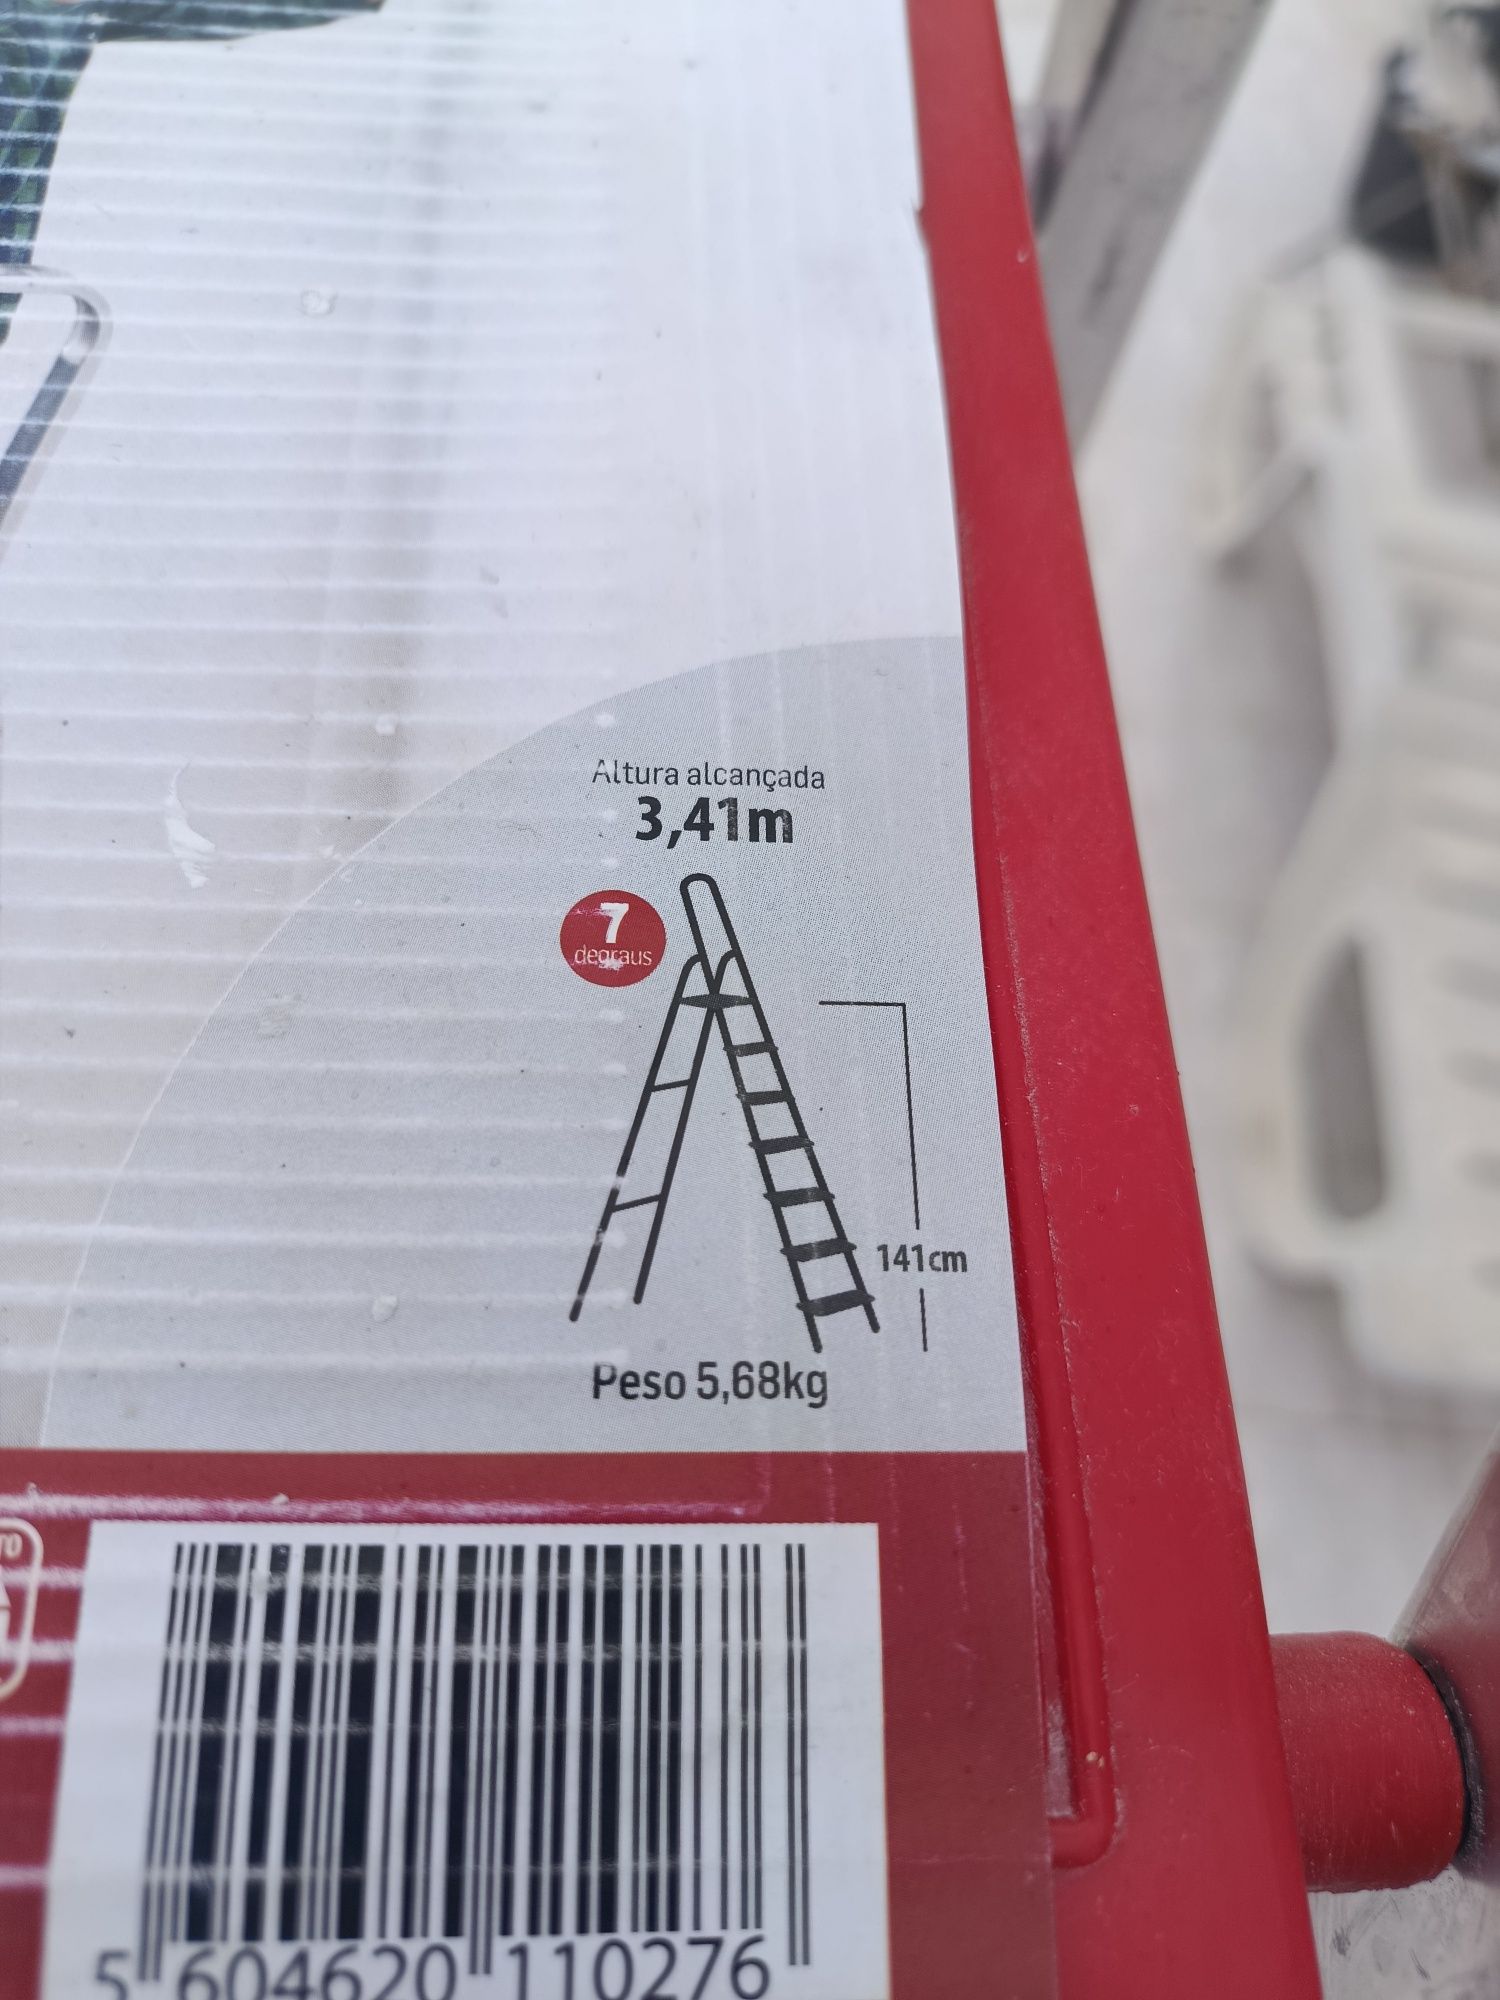 Altura alcançada
3,41m
7
degraus
141cm
Peso 5,68kg
5 604620 110276